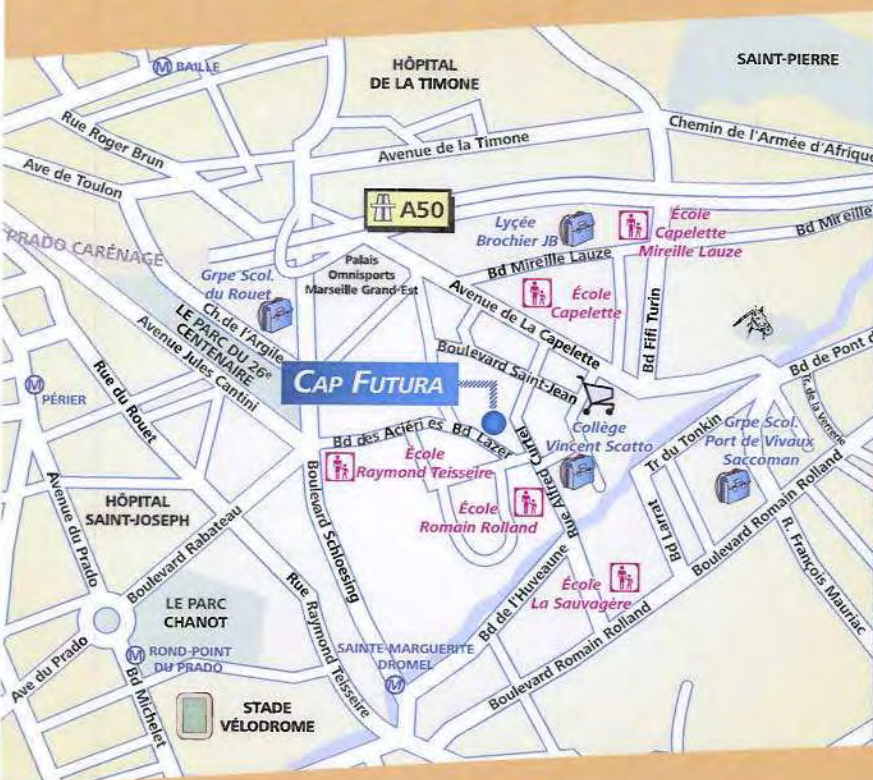 BAILLE
HÔPITAL
DE LA TIMONE
SAINT-PIERRE
Rue Roger Brun
Avenue de la Timone
Chemin de l'Armée d'Afrique
Ave de Toulon
A50
Lycée
Brochier JB
École
Capelette
Mireille Lauze
Bd Mireille
PRADO CARÉNAGE
Palais
Omnisports
Marseille Grand-Est
Bd Mireille Lauze
Grpe Scol.
du Rouet
École
Capelette
Avenue de La Capelette
Bd Fifi Turin
Ch. de l'Argile
LE PARC DU 26e
CENTENAIRE
Avenue Jules Cantini
Boulevard Saint-Jean
Bd de Pont d
CAP FUTURA
PÉRIER
Rue du Rouet
Tr. de la Verrerie
Collège
Vincent Scatto
Grpe Scol.
Port de Vivaux
Saccoman
Tr du Tonkin
Bd des Aciéries
Bd Lazer
Rue Alfred Curtel
École
Raymond Teisseire
École
Romain Rolland
Boulevard Romain Rolland
Bd Larrat
R. François Mauriac
HÔPITAL
SAINT-JOSEPH
Avenue du Prado
Boulevard Rabateau
Boulevard Schloesing
Rue Raymond Teisseire
École
La Sauvagère
Bd de l'Huveaune
LE PARC
CHANOT
Boulevard Romain Rolland
SAINTE-MARGUERITE
DROMEL
ROND-POINT
DU PRADO
Ave du Prado
Bd Michelet
STADE
VÉLODROME